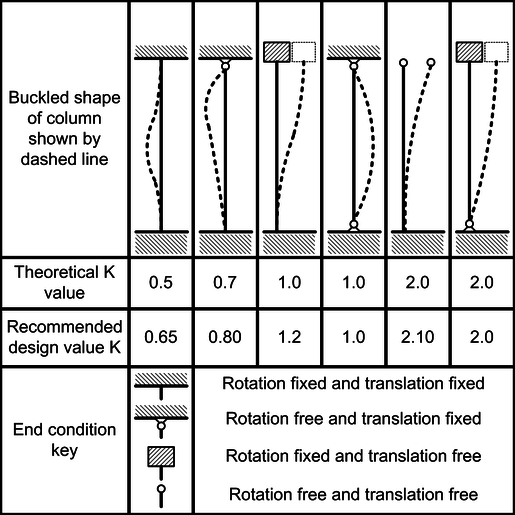 Buckled shape
of column
shown by
dashed line
Theoretical K
value
0.5 0.7 1.0 1.0 2.0 2.0
Recommended
design value K
0.65 0.80 1.2 1.0 2.10 2.0
End condition
key
Rotation fixed and translation fixed
Rotation free and translation fixed
Rotation fixed and translation free
Rotation free and translation free